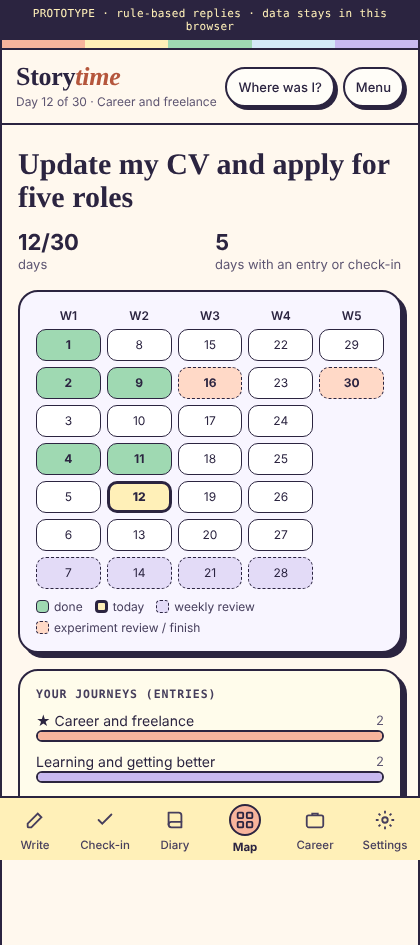 PROTOTYPE · rule-based replies · data stays in this
browser
Storytime
Day 12 of 30 · Career and freelance
Where was I?
Menu
Update my CV and apply for
five roles
12/30
days
5
days with an entry or check-in
W1 W2 W3 W4 W5
1 8 15 22 29
2 9 16 23 30
3 10 17 24
4 11 18 25
5 12 19 26
6 13 20 27
7 14 21 28
done today weekly review
experiment review / finish
YOUR JOURNEYS (ENTRIES)
★ Career and freelance 2
Learning and getting better 2
Write Check-in Diary Map Career Settings